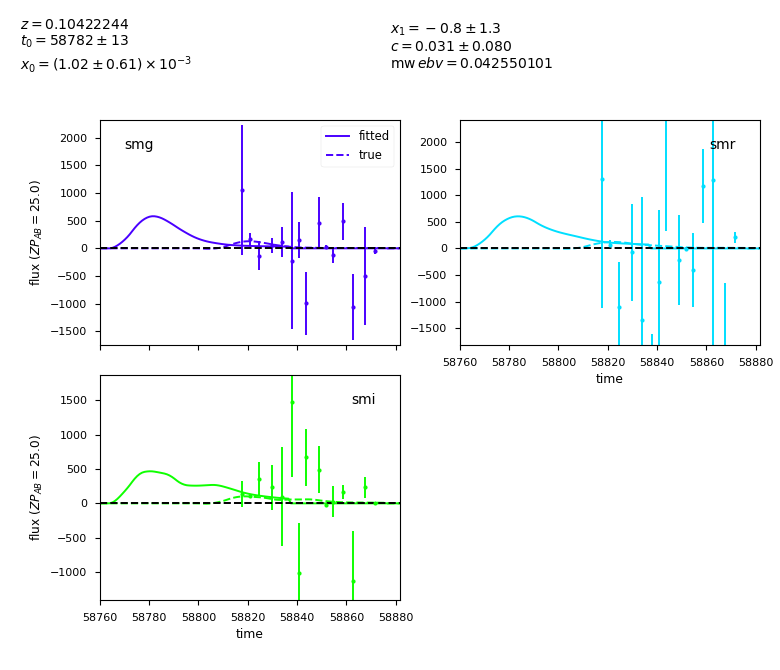 z = 0.10422244
t₀ = 58782 ± 13
x₀ = (1.02 ± 0.61) × 10⁻³
x₁ = −0.8 ± 1.3
c = 0.031 ± 0.080
mw ebv = 0.042550101
smg
fitted
true
2000
1500
1000
500
0
−500
−1000
−1500
flux (ZP_AB = 25.0)
smr
2000
1500
1000
500
0
−500
−1000
−1500
58760 58780 58800 58820 58840 58860 58880
time
smi
1500
1000
500
0
−500
−1000
flux (ZP_AB = 25.0)
58760 58780 58800 58820 58840 58860 58880
time